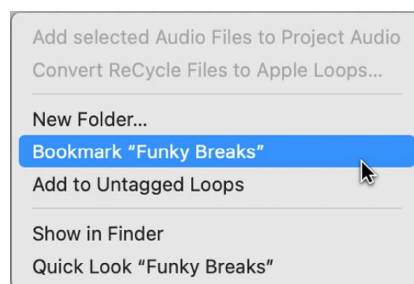 Add selected Audio Files to Project Audio
Convert ReCycle Files to Apple Loops...
New Folder...
Bookmark “Funky Breaks”
Add to Untagged Loops
Show in Finder
Quick Look “Funky Breaks”